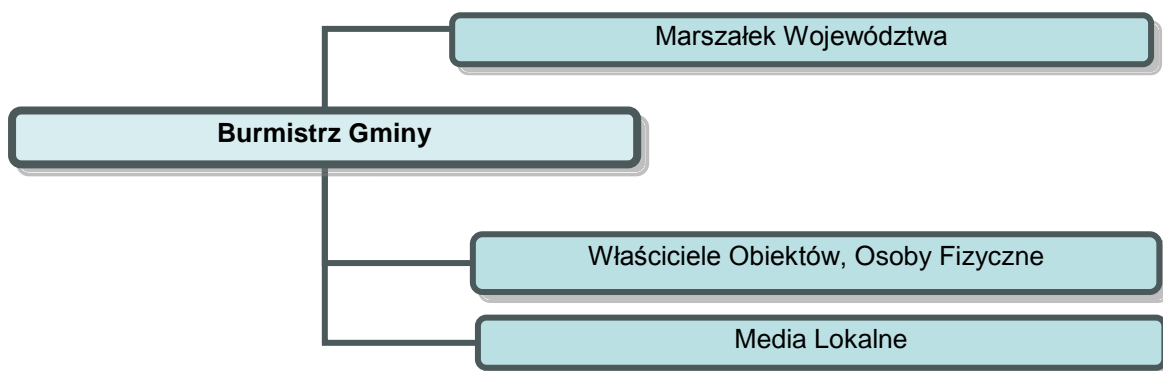 Marszałek Województwa
Burmistrz Gminy
Właściciele Obiektów, Osoby Fizyczne
Media Lokalne